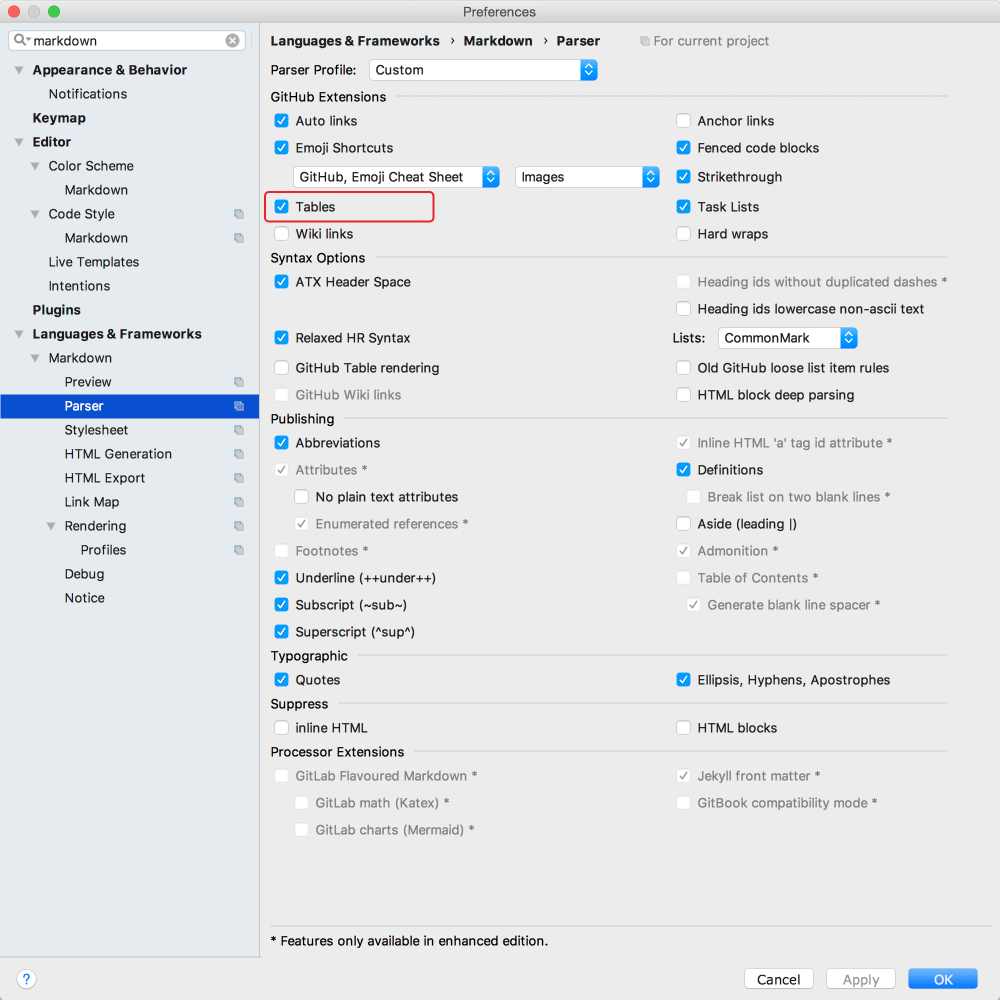 Preferences
markdown
Appearance & Behavior
Notifications
Keymap
Editor
Color Scheme
Markdown
Code Style
Markdown
Live Templates
Intentions
Plugins
Languages & Frameworks
Markdown
Preview
Parser
Stylesheet
HTML Generation
HTML Export
Link Map
Rendering
Profiles
Debug
Notice
?
Languages & Frameworks › Markdown › Parser For current project
Parser Profile: Custom
GitHub Extensions
Auto links Anchor links
Emoji Shortcuts Fenced code blocks
GitHub, Emoji Cheat Sheet Images Strikethrough
Tables Task Lists
Wiki links Hard wraps
Syntax Options
ATX Header Space Heading ids without duplicated dashes *
Heading ids lowercase non-ascii text
Relaxed HR Syntax Lists: CommonMark
GitHub Table rendering Old GitHub loose list item rules
GitHub Wiki links HTML block deep parsing
Publishing
Abbreviations Inline HTML 'a' tag id attribute *
Attributes * Definitions
No plain text attributes Break list on two blank lines *
Enumerated references * Aside (leading |)
Footnotes * Admonition *
Underline (++under++) Table of Contents *
Subscript (~sub~) Generate blank line spacer *
Superscript (^sup^)
Typographic
Quotes Ellipsis, Hyphens, Apostrophes
Suppress
inline HTML HTML blocks
Processor Extensions
GitLab Flavoured Markdown * Jekyll front matter *
GitLab math (Katex) * GitBook compatibility mode *
GitLab charts (Mermaid) *
* Features only available in enhanced edition.
Cancel Apply OK